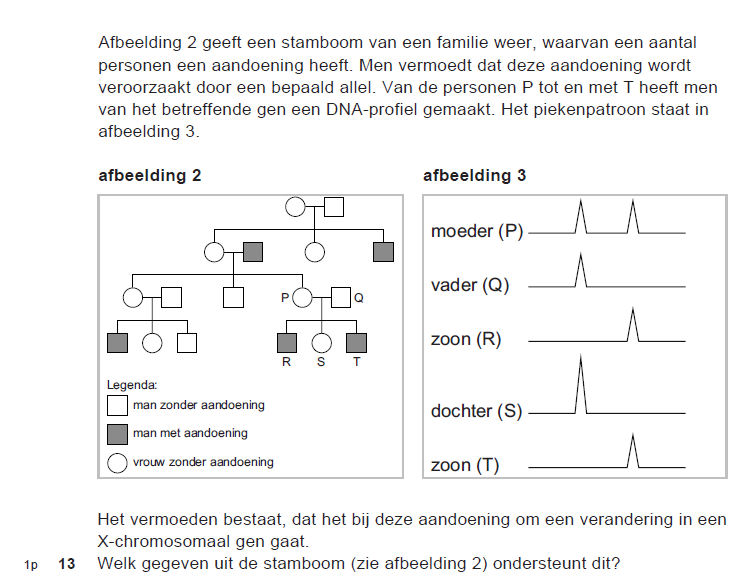 Afbeelding 2 geeft een stamboom van een familie weer, waarvan een aantal
personen een aandoening heeft. Men vermoedt dat deze aandoening wordt
veroorzaakt door een bepaald allel. Van de personen P tot en met T heeft men
van het betreffende gen een DNA-profiel gemaakt. Het piekenpatroon staat in
afbeelding 3.
afbeelding 2
P
Q
R
S
T
Legenda:
man zonder aandoening
man met aandoening
vrouw zonder aandoening
afbeelding 3
moeder (P)
vader (Q)
zoon (R)
dochter (S)
zoon (T)
Het vermoeden bestaat, dat het bij deze aandoening om een verandering in een
X-chromosomaal gen gaat.
1p 13 Welk gegeven uit de stamboom (zie afbeelding 2) ondersteunt dit?